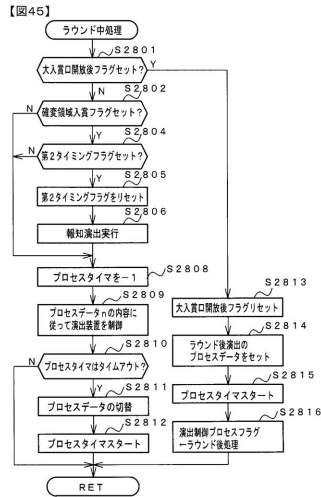 【図45】
ラウンド中処理
S2801
大入賞口開放後フラグセット？
Y
N
S2802
確変領域入賞フラグセット？
N
Y
S2804
第2タイミングフラグセット？
N
Y
S2805
第2タイミングフラグをリセット
S2806
報知演出実行
プロセスタイマを－1
S2808
S2809
プロセスデータnの内容に
従って演出装置を制御
S2810
プロセスタイマはタイムアウト？
N
Y
S2811
プロセスデータの切替
S2812
プロセスタイマスタート
S2813
大入賞口開放後フラグリセット
S2814
ラウンド後演出の
プロセスデータをセット
S2815
プロセスタイマスタート
S2816
演出制御プロセスフラグ
←ラウンド後処理
RET